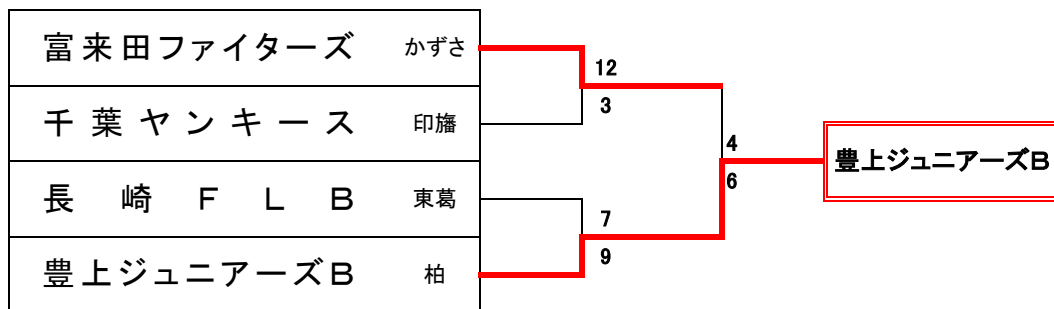 富来田ファイターズ かずさ
12
3
千葉ヤンキース 印旛
4
6
豊上ジュニアーズB
長崎FLB 東葛
7
9
豊上ジュニアーズB 柏